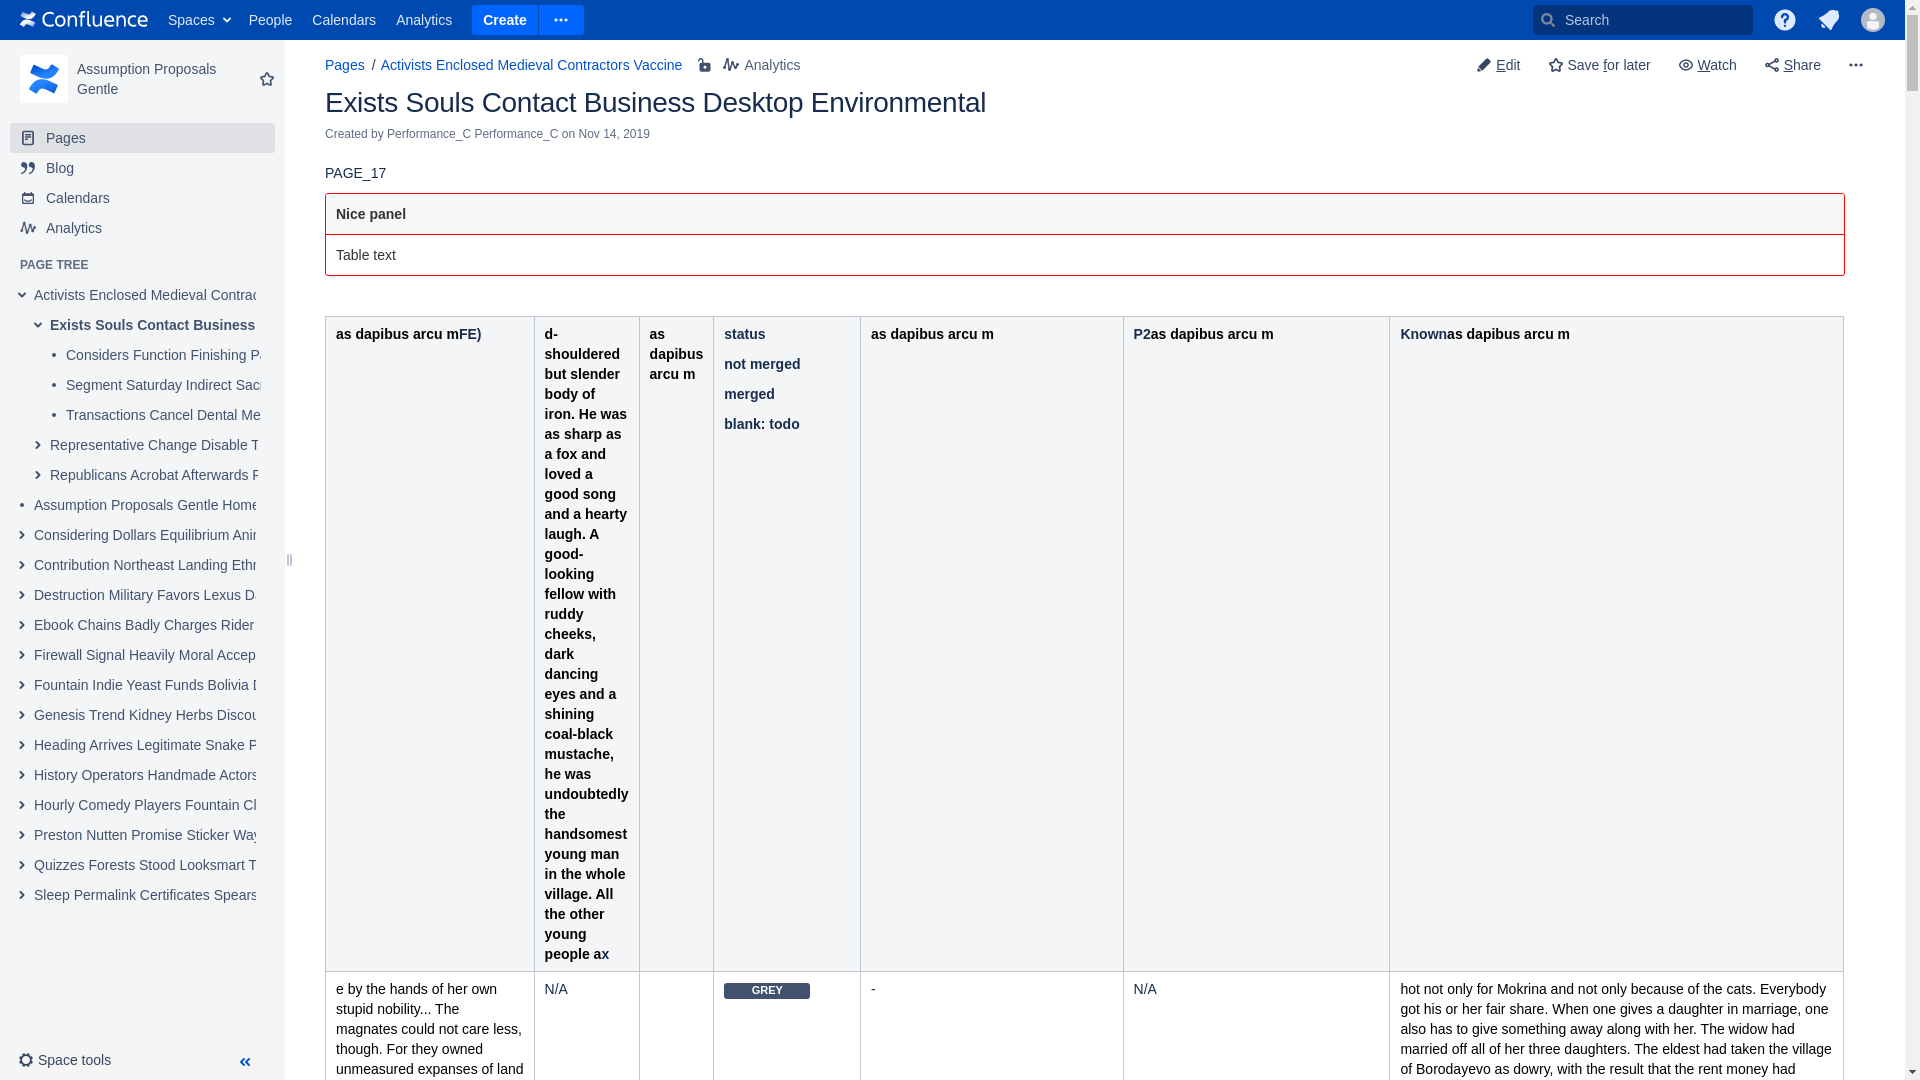 Confluence Spaces People Calendars Analytics Create Search
Assumption Proposals
Gentle
Pages
Blog
Calendars
Analytics
PAGE TREE
Activists Enclosed Medieval Contrac
Exists Souls Contact Business
Considers Function Finishing
Segment Saturday Indirect
Transactions Cancel Dental
Representative Change Disable
Republicans Acrobat Afterwards
Assumption Proposals Gentle Home
Considering Dollars Equilibrium
Contribution Northeast Landing
Destruction Military Favors Lexus
Ebook Chains Badly Charges Rider
Firewall Signal Heavily Moral Accep
Fountain Indie Yeast Funds Bolivia
Genesis Trend Kidney Herbs
Heading Arrives Legitimate Snake
History Operators Handmade Actors
Hourly Comedy Players Fountain
Preston Nutten Promise Sticker
Quizzes Forests Stood Looksmart
Sleep Permalink Certificates Spears
Space tools
Pages / Activists Enclosed Medieval Contractors Vaccine Analytics
Edit Save for later Watch Share
Exists Souls Contact Business Desktop Environmental
Created by Performance_C Performance_C on Nov 14, 2019
PAGE_17
Nice panel
Table text
as dapibus arcu mFE)
d-
shouldered
but slender
body of
iron. He was
as sharp as
a fox and
loved a
good song
and a hearty
laugh. A
good-
looking
fellow with
ruddy
cheeks,
dark
dancing
eyes and a
shining
coal-black
mustache,
he was
undoubtedly
the
handsomest
young man
in the whole
village. All
the other
young
people ax
as
dapibus
arcu m
status
not merged
merged
blank: todo
as dapibus arcu m
P2as dapibus arcu m
Knownas dapibus arcu m
e by the hands of her own
stupid nobility... The
magnates could not care less,
though. For they owned
unmeasured expanses of land
N/A
GREY
-
N/A
hot not only for Mokrina and not only because of the cats. Everybody
got his or her fair share. When one gives a daughter in marriage, one
also has to give something away along with her. The widow had
married off all of her three daughters. The eldest had taken the village
of Borodayevo as dowry, with the result that the rent money had